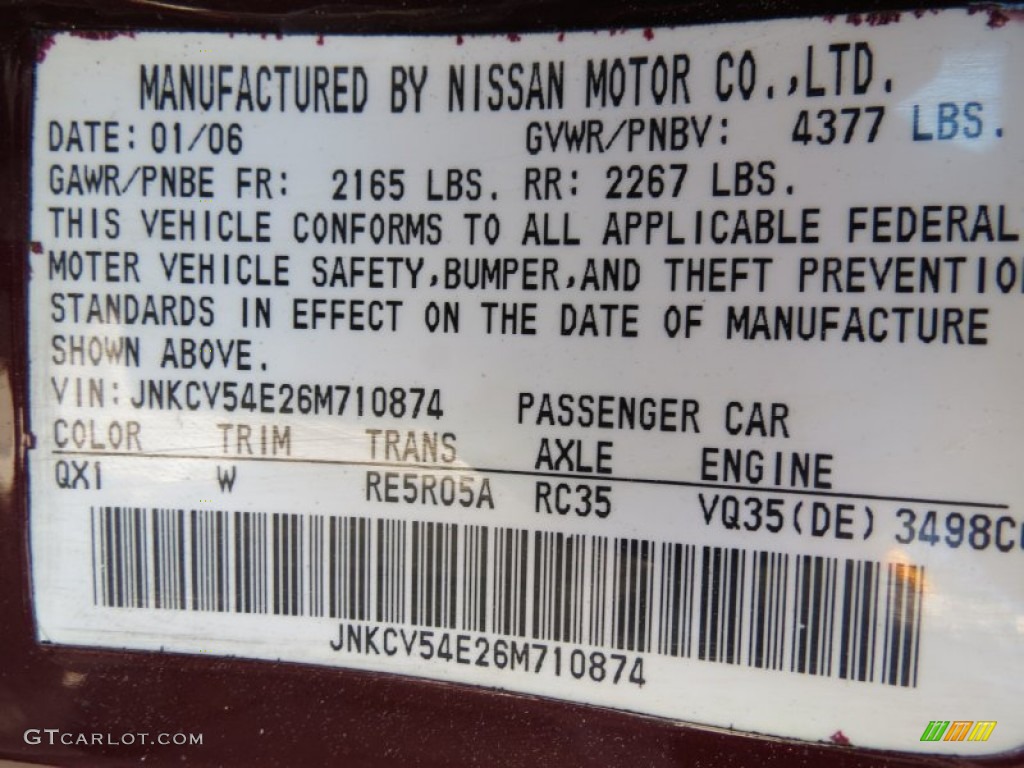 MANUFACTURED BY NISSAN MOTOR CO.,LTD.
DATE: 01/06 GVWR/PNBV: 4377 LBS.
GAWR/PNBE FR: 2165 LBS. RR: 2267 LBS.
THIS VEHICLE CONFORMS TO ALL APPLICABLE FEDERAL
MOTER VEHICLE SAFETY,BUMPER,AND THEFT PREVENTIO
STANDARDS IN EFFECT ON THE DATE OF MANUFACTURE
SHOWN ABOVE.
VIN:JNKCV54E26M710874 PASSENGER CAR
COLOR TRIM TRANS AXLE ENGINE
QX1 W RE5R05A RC35 VQ35(DE) 3498C
JNKCV54E26M710874
GTCARLOT.COM